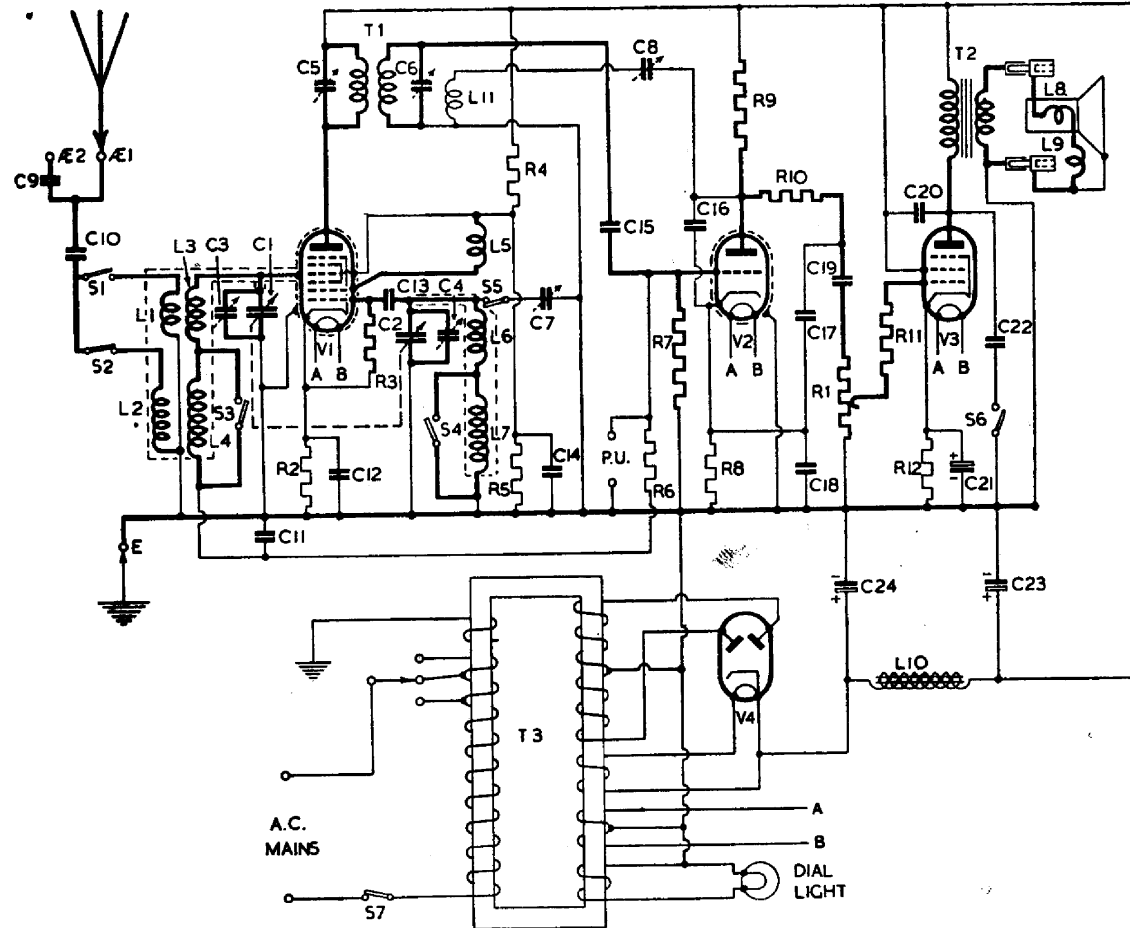 T1
C5
C6
L11
C8
R9
T2
L8
L9
Æ2
Æ1
C9
C10
R4
R10
C20
C16
C15
L3
C3
C1
L5
C19
S1
L1
C13
C4
S5
C2
L6
C7
R7
V2
C17
R11
V3
C22
V1
A
B
R3
A
B
R1
A
B
S2
L2
S3
L4
S4
L7
S6
R2
C12
R5
C14
P.U.
R6
R8
C18
R12
+
-
C21
E
C11
-
+
C24
-
+
C23
L10
V4
T3
A
B
A.C.
MAINS
DIAL
LIGHT
S7